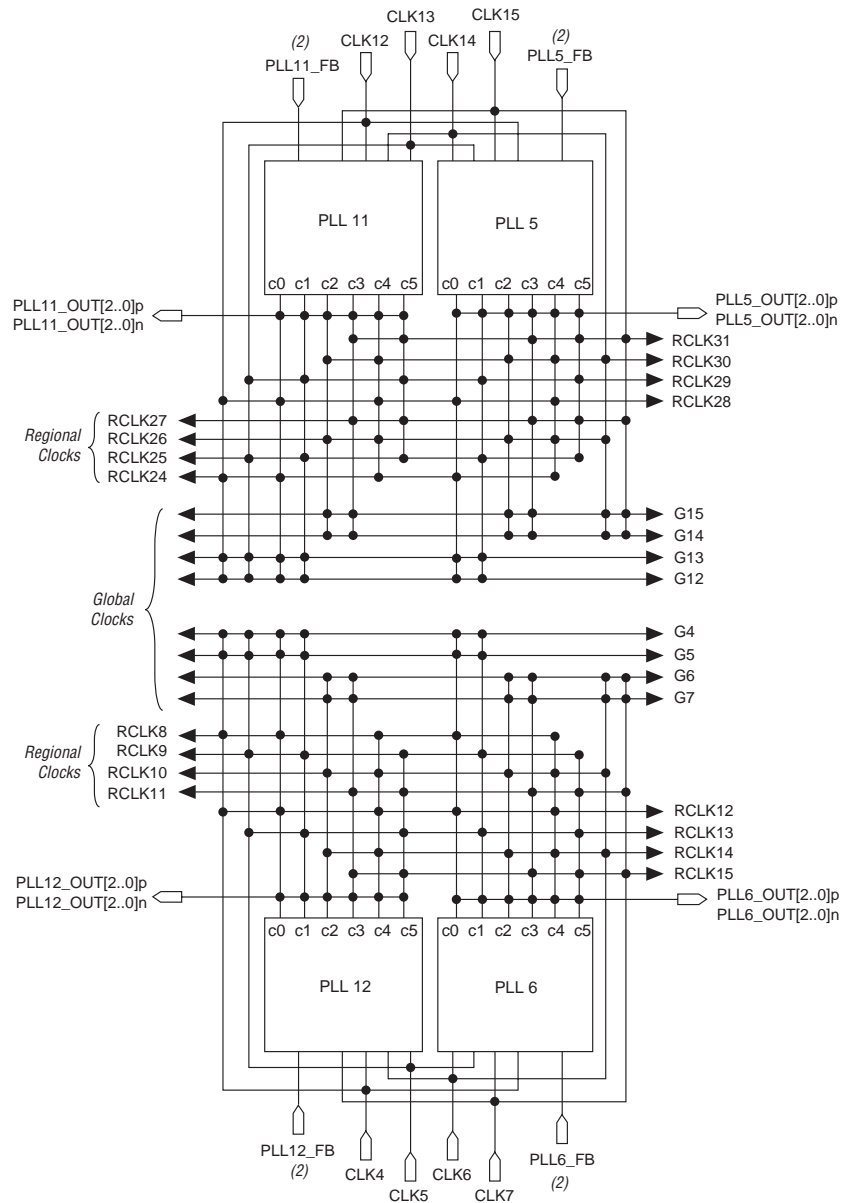 CLK13
CLK15
(2)
CLK12
CLK14
(2)
PLL11_FB
PLL5_FB
PLL 11
PLL 5
c0 c1 c2 c3 c4 c5
c0 c1 c2 c3 c4 c5
PLL11_OUT[2..0]p
PLL11_OUT[2..0]n
PLL5_OUT[2..0]p
PLL5_OUT[2..0]n
RCLK31
RCLK30
RCLK29
RCLK28
Regional
Clocks
RCLK27
RCLK26
RCLK25
RCLK24
G15
G14
G13
G12
Global
Clocks
G4
G5
G6
G7
Regional
Clocks
RCLK8
RCLK9
RCLK10
RCLK11
RCLK12
RCLK13
RCLK14
RCLK15
PLL12_OUT[2..0]p
PLL12_OUT[2..0]n
PLL6_OUT[2..0]p
PLL6_OUT[2..0]n
c0 c1 c2 c3 c4 c5
c0 c1 c2 c3 c4 c5
PLL 12
PLL 6
PLL12_FB
(2)
CLK4
CLK6
PLL6_FB
(2)
CLK5
CLK7